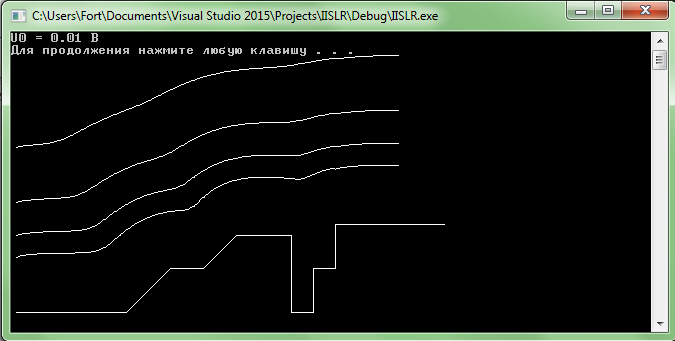 C:\Users\Fort\Documents\Visual Studio 2015\Projects\IISLR\Debug\IISLR.exe
U0 = 0.01 B
Для продолжения нажмите любую клавишу . . .